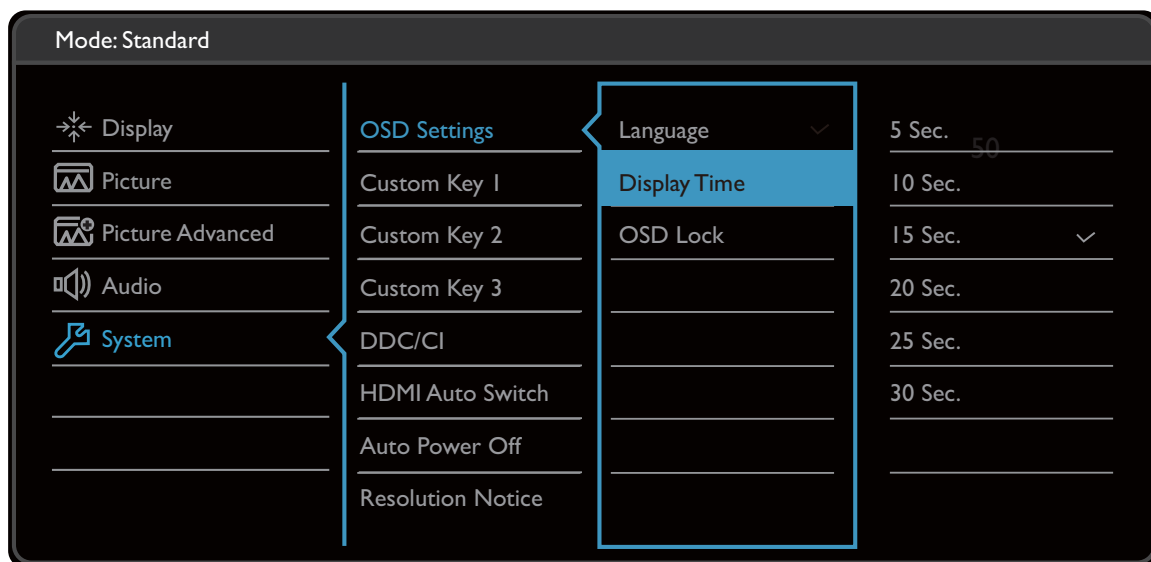 Mode: Standard
Display
Picture
Picture Advanced
Audio
System
OSD Settings
Custom Key 1
Custom Key 2
Custom Key 3
DDC/CI
HDMI Auto Switch
Auto Power Off
Resolution Notice
Language
Display Time
OSD Lock
5 Sec.
50
10 Sec.
15 Sec.
20 Sec.
25 Sec.
30 Sec.